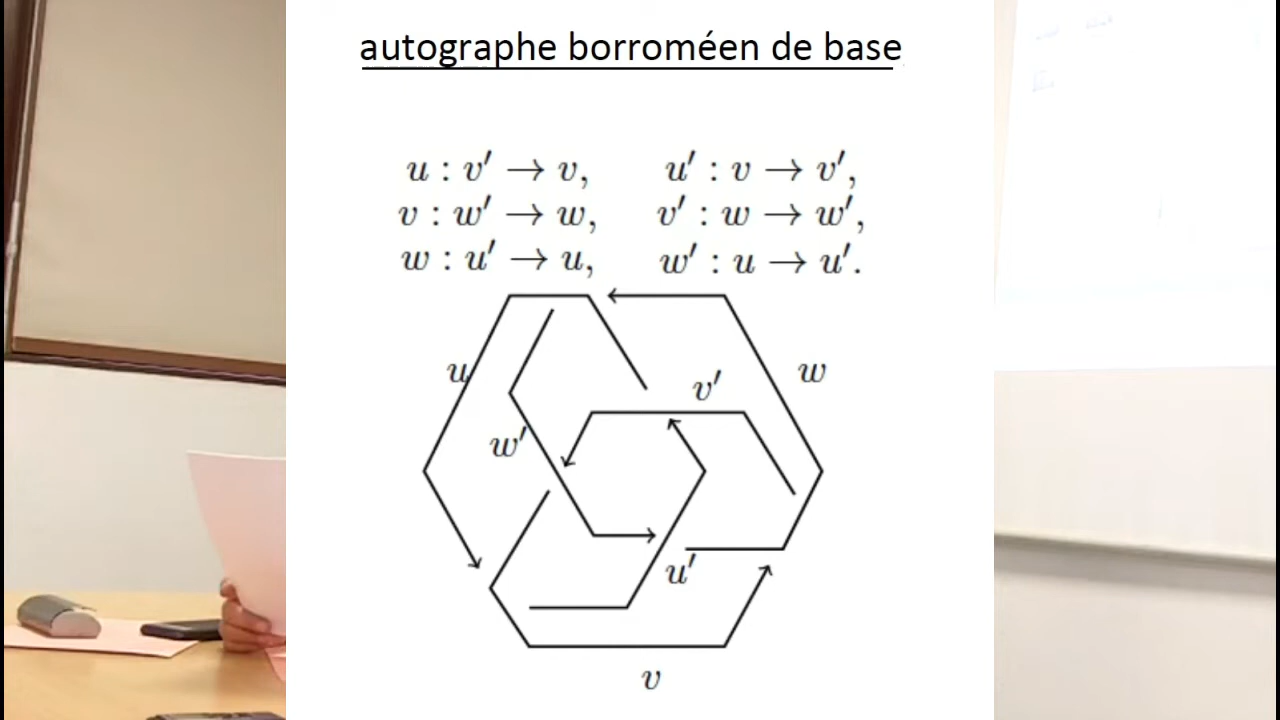 autographe borroméen de base
u : v′ → v, u′ : v → v′,
v : w′ → w, v′ : w → w′,
w : u′ → u, w′ : u → u′.
u
w
v′
w′
u′
v